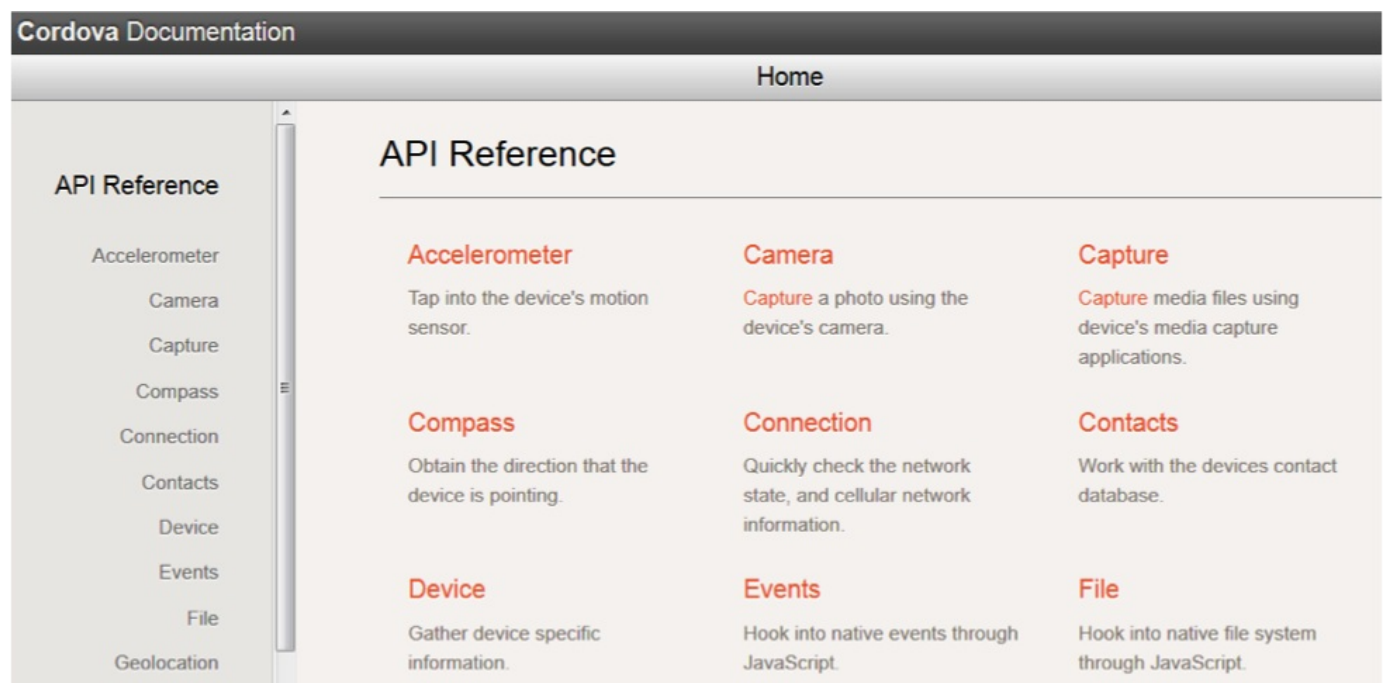 Cordova Documentation
Home
API Reference
Accelerometer
Camera
Capture
Compass
Connection
Contacts
Device
Events
File
Geolocation
API Reference
Accelerometer
Tap into the device's motion
sensor.
Camera
Capture a photo using the
device's camera.
Capture
Capture media files using
device's media capture
applications.
Compass
Obtain the direction that the
device is pointing.
Connection
Quickly check the network
state, and cellular network
information.
Contacts
Work with the devices contact
database.
Device
Gather device specific
information.
Events
Hook into native events through
JavaScript.
File
Hook into native file system
through JavaScript.